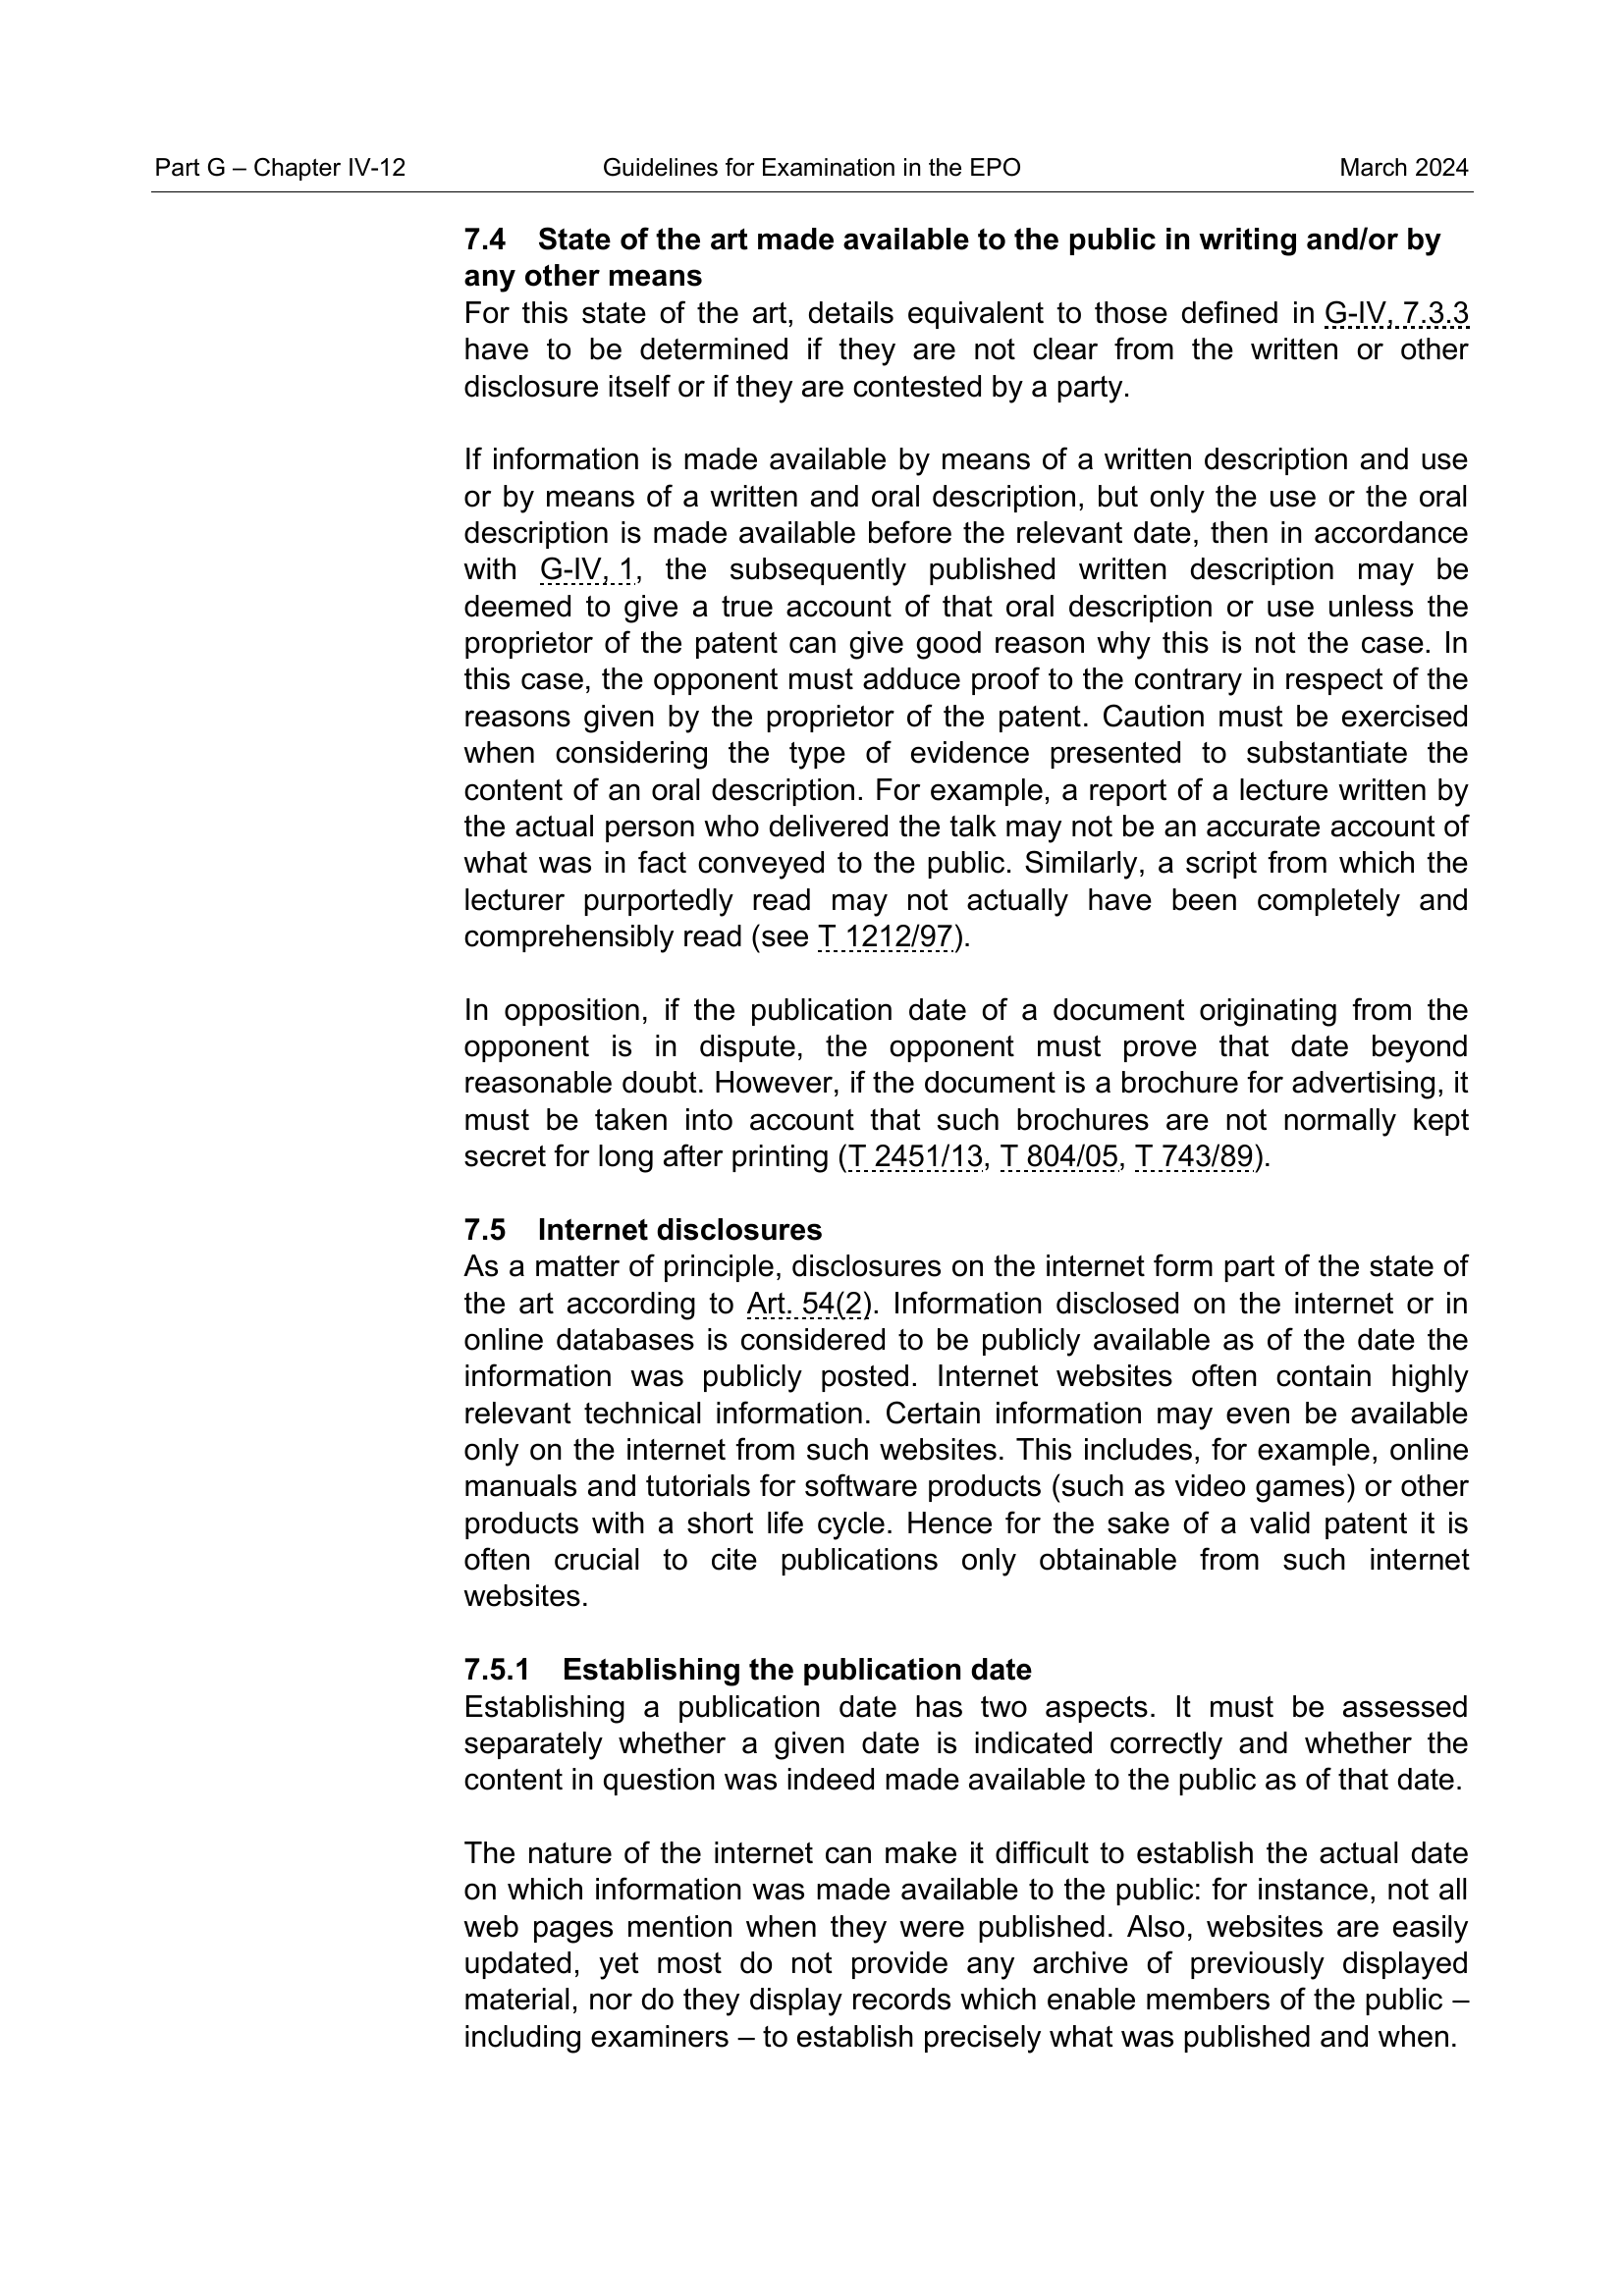 Part G – Chapter IV-12 Guidelines for Examination in the EPO March 2024
7.4 State of the art made available to the public in writing and/or by
any other means
For this state of the art, details equivalent to those defined in G-IV, 7.3.3
have to be determined if they are not clear from the written or other
disclosure itself or if they are contested by a party.
If information is made available by means of a written description and use
or by means of a written and oral description, but only the use or the oral
description is made available before the relevant date, then in accordance
with G-IV, 1, the subsequently published written description may be
deemed to give a true account of that oral description or use unless the
proprietor of the patent can give good reason why this is not the case. In
this case, the opponent must adduce proof to the contrary in respect of the
reasons given by the proprietor of the patent. Caution must be exercised
when considering the type of evidence presented to substantiate the
content of an oral description. For example, a report of a lecture written by
the actual person who delivered the talk may not be an accurate account of
what was in fact conveyed to the public. Similarly, a script from which the
lecturer purportedly read may not actually have been completely and
comprehensibly read (see T 1212/97).
In opposition, if the publication date of a document originating from the
opponent is in dispute, the opponent must prove that date beyond
reasonable doubt. However, if the document is a brochure for advertising, it
must be taken into account that such brochures are not normally kept
secret for long after printing (T 2451/13, T 804/05, T 743/89).
7.5 Internet disclosures
As a matter of principle, disclosures on the internet form part of the state of
the art according to Art. 54(2). Information disclosed on the internet or in
online databases is considered to be publicly available as of the date the
information was publicly posted. Internet websites often contain highly
relevant technical information. Certain information may even be available
only on the internet from such websites. This includes, for example, online
manuals and tutorials for software products (such as video games) or other
products with a short life cycle. Hence for the sake of a valid patent it is
often crucial to cite publications only obtainable from such internet
websites.
7.5.1 Establishing the publication date
Establishing a publication date has two aspects. It must be assessed
separately whether a given date is indicated correctly and whether the
content in question was indeed made available to the public as of that date.
The nature of the internet can make it difficult to establish the actual date
on which information was made available to the public: for instance, not all
web pages mention when they were published. Also, websites are easily
updated, yet most do not provide any archive of previously displayed
material, nor do they display records which enable members of the public –
including examiners – to establish precisely what was published and when.